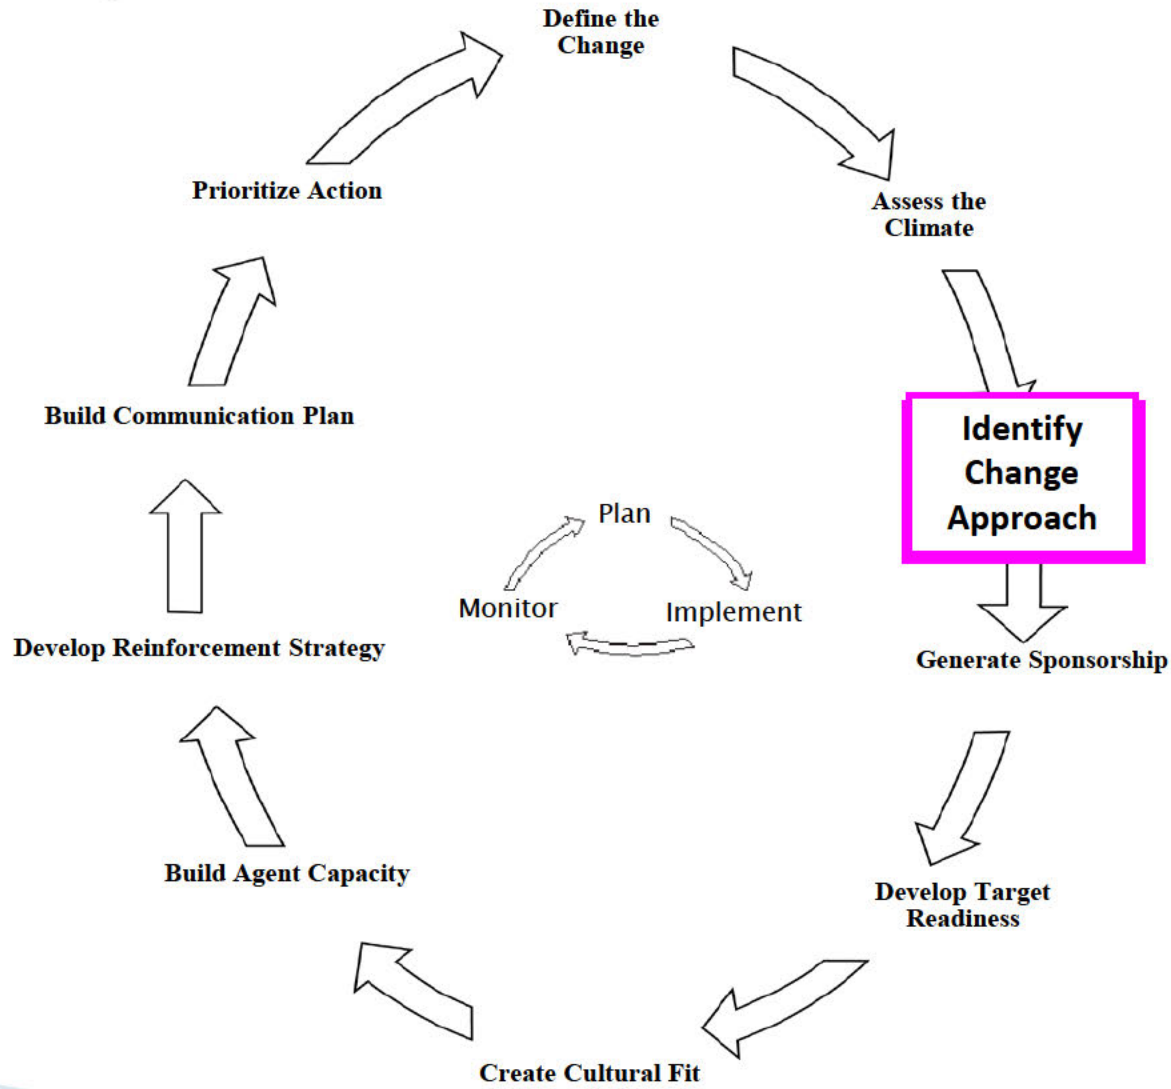 Define the
Change
Assess the
Climate
Identify
Change
Approach
Generate Sponsorship
Develop Target
Readiness
Create Cultural Fit
Build Agent Capacity
Develop Reinforcement Strategy
Build Communication Plan
Prioritize Action
Plan
Implement
Monitor